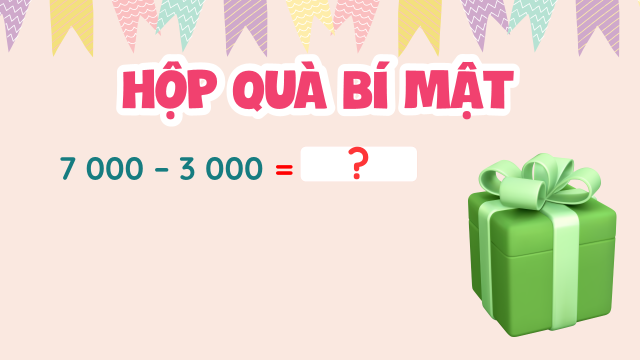 HỘP QUÀ BÍ MẬT
7 000 – 3 000 = ?